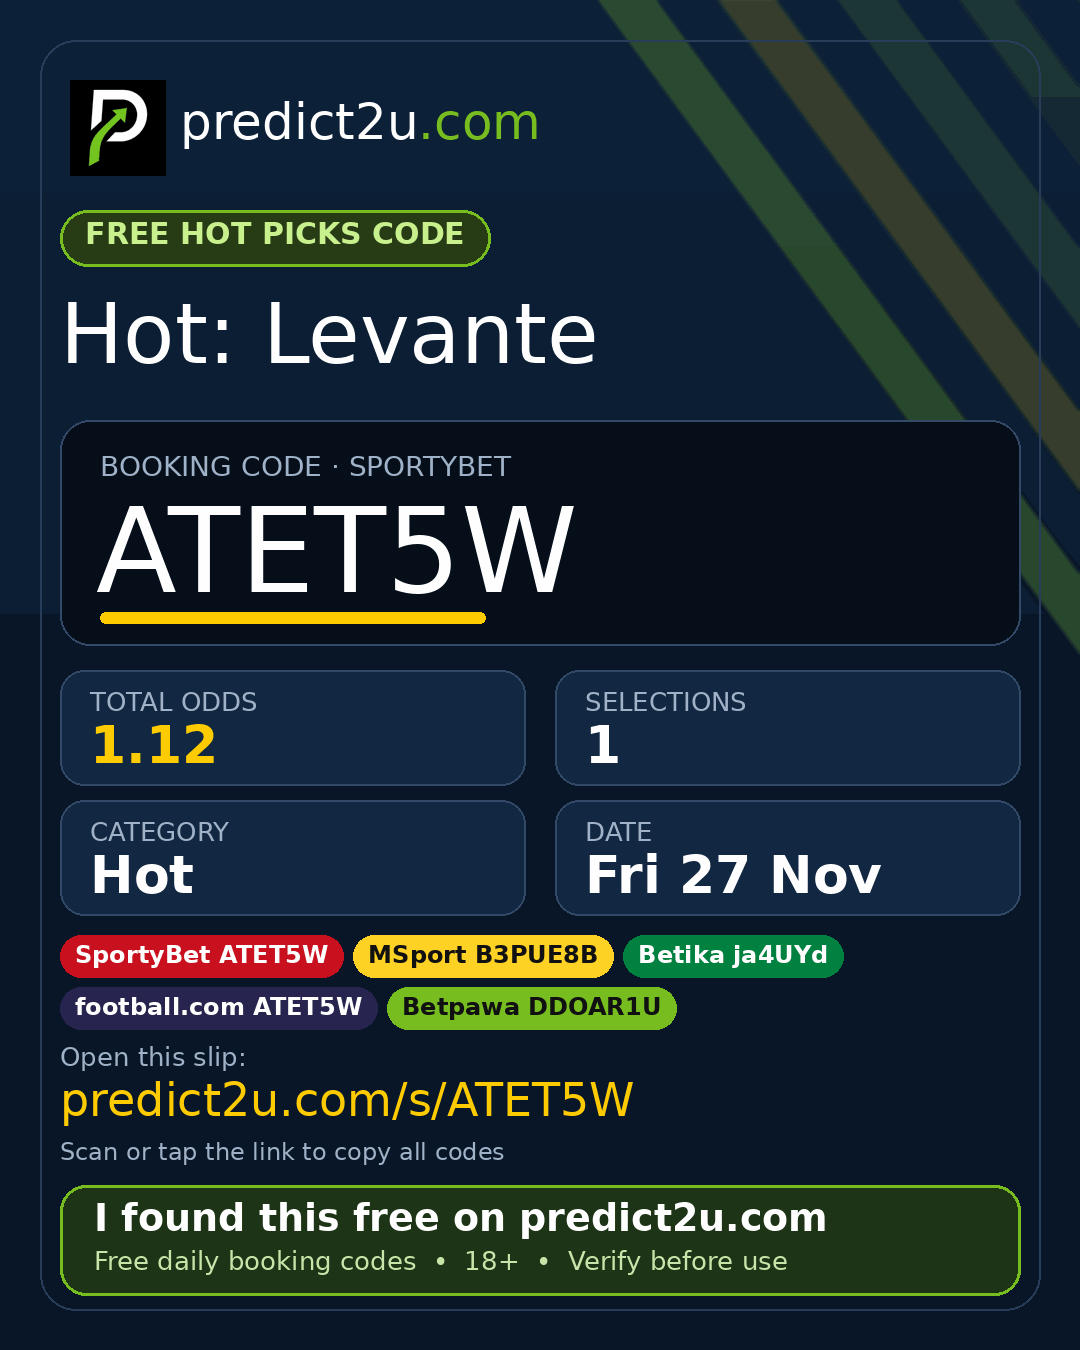 predict2u.com
FREE HOT PICKS CODE
Hot: Levante
BOOKING CODE · SPORTYBET
ATET5W
TOTAL ODDS
1.12
SELECTIONS
1
CATEGORY
Hot
DATE
Fri 27 Nov
SportyBet ATET5W
MSport B3PUE8B
Betika ja4UYd
football.com ATET5W
Betpawa DDOAR1U
Open this slip:
predict2u.com/s/ATET5W
Scan or tap the link to copy all codes
I found this free on predict2u.com
Free daily booking codes • 18+ • Verify before use